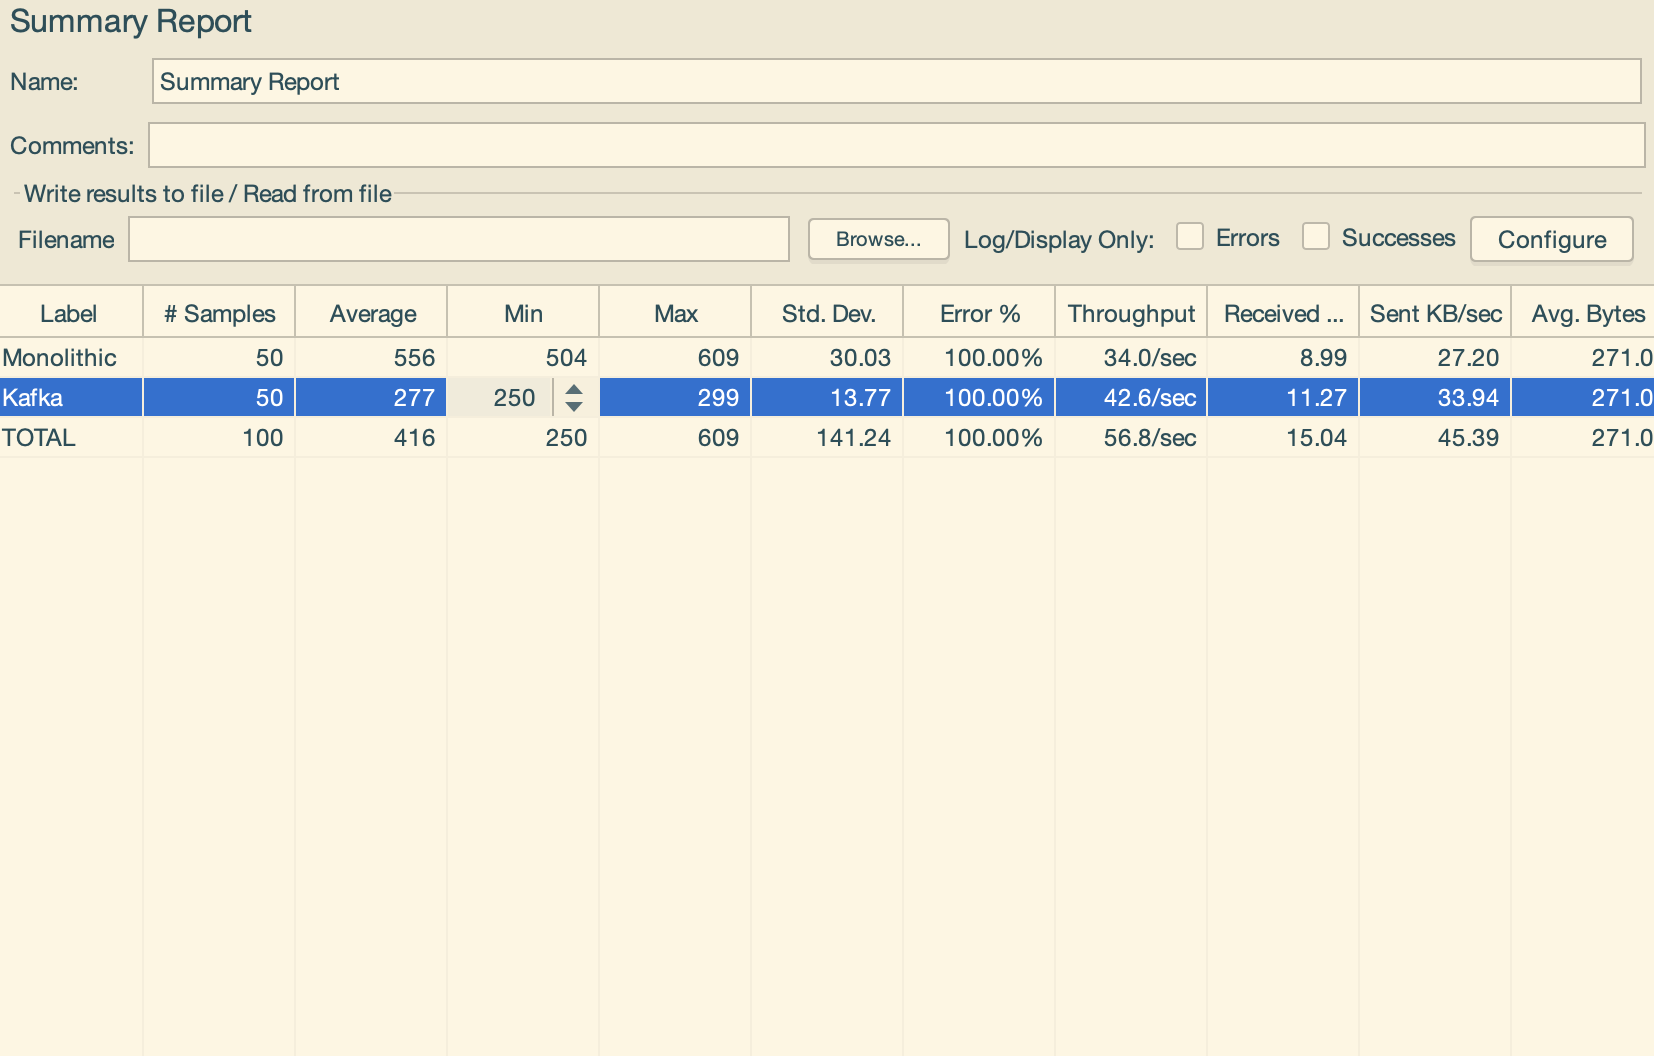 Summary Report
Name: Summary Report
Comments:
Write results to file / Read from file
Filename Browse... Log/Display Only: Errors Successes Configure
Label # Samples Average Min Max Std. Dev. Error % Throughput Received ... Sent KB/sec Avg. Bytes
Monolithic 50 556 504 609 30.03 100.00% 34.0/sec 8.99 27.20 271.0
Kafka 50 277 250 299 13.77 100.00% 42.6/sec 11.27 33.94 271.0
TOTAL 100 416 250 609 141.24 100.00% 56.8/sec 15.04 45.39 271.0